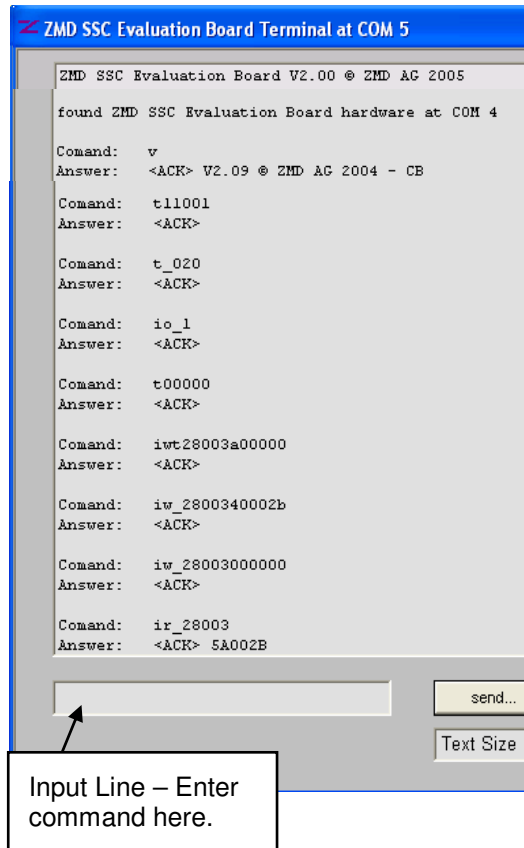 ZMD SSC Evaluation Board Terminal at COM 5
ZMD SSC Evaluation Board V2.00 © ZMD AG 2005
found ZMD SSC Evaluation Board hardware at COM 4
Comand: v
Answer: <ACK> V2.09 © ZMD AG 2004 - CB
Comand: t11001
Answer: <ACK>
Comand: t_020
Answer: <ACK>
Comand: io_1
Answer: <ACK>
Comand: t00000
Answer: <ACK>
Comand: iwt28003a00000
Answer: <ACK>
Comand: iw_2800340002b
Answer: <ACK>
Comand: iw_28003000000
Answer: <ACK>
Comand: ir_28003
Answer: <ACK> 5A002B
send...
Text Size
Input Line – Enter
command here.